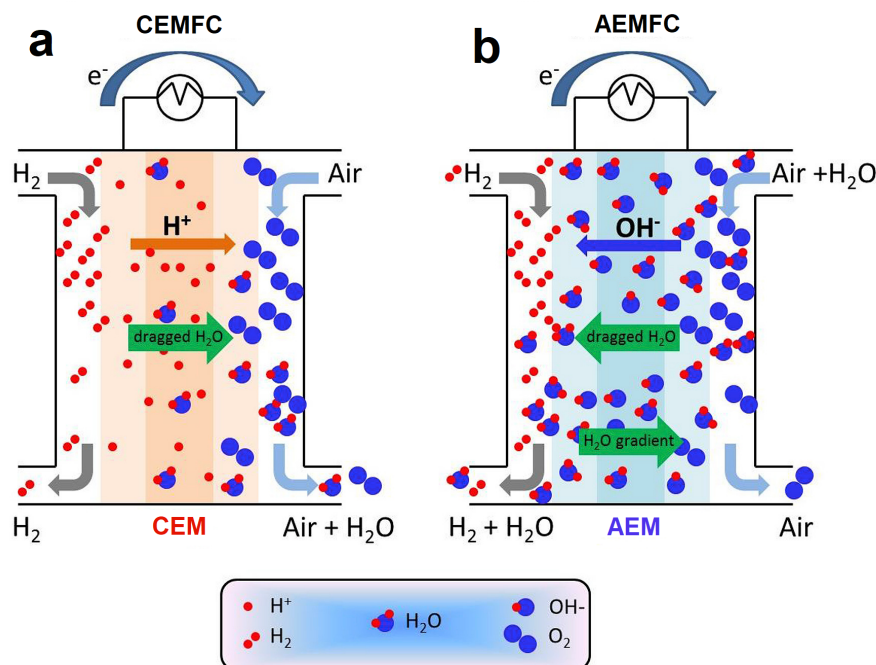 a
CEMFC
e⁻
H₂
Air
H⁺
dragged H₂O
H₂
CEM
Air + H₂O
b
AEMFC
e⁻
H₂
Air +H₂O
OH⁻
dragged H₂O
H₂O gradient
H₂ + H₂O
AEM
Air
H⁺
H₂
H₂O
OH-
O₂